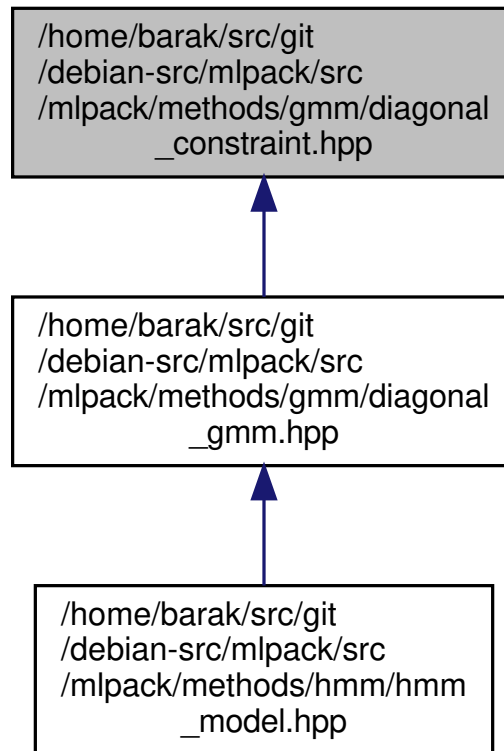 /home/barak/src/git
/debian-src/mlpack/src
/mlpack/methods/gmm/diagonal
_constraint.hpp
/home/barak/src/git
/debian-src/mlpack/src
/mlpack/methods/gmm/diagonal
_gmm.hpp
/home/barak/src/git
/debian-src/mlpack/src
/mlpack/methods/hmm/hmm
_model.hpp